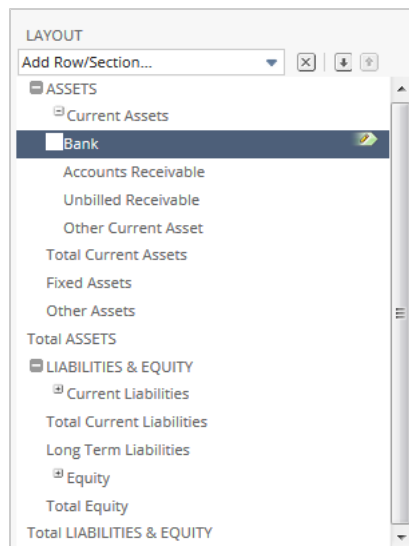 LAYOUT
Add Row/Section...
ASSETS
Current Assets
Bank
Accounts Receivable
Unbilled Receivable
Other Current Asset
Total Current Assets
Fixed Assets
Other Assets
Total ASSETS
LIABILITIES & EQUITY
Current Liabilities
Total Current Liabilities
Long Term Liabilities
Equity
Total Equity
Total LIABILITIES & EQUITY